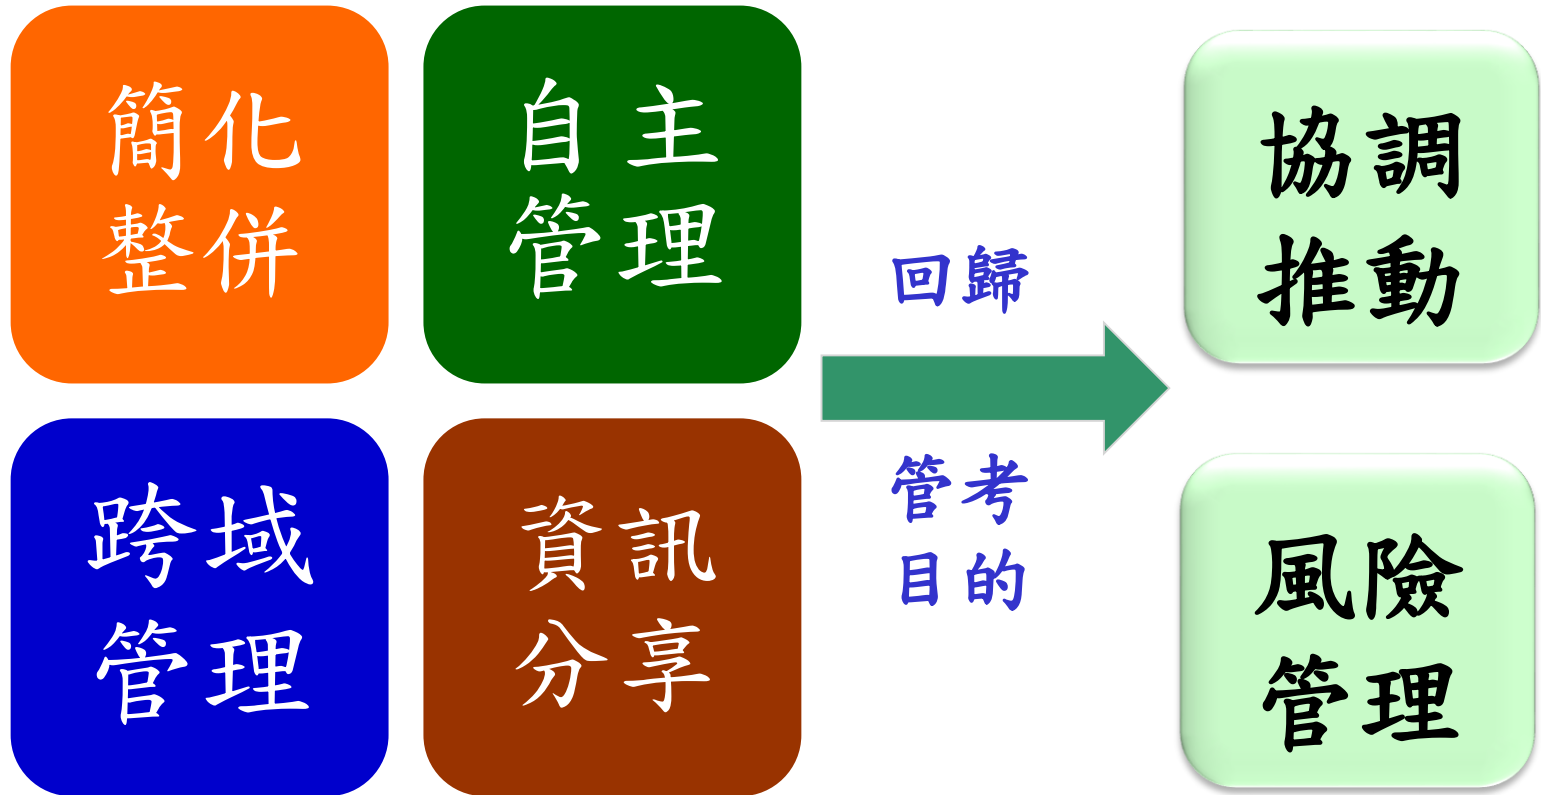 簡化
整併
自主
管理
跨域
管理
資訊
分享
回歸
管考
目的
協調
推動
風險
管理